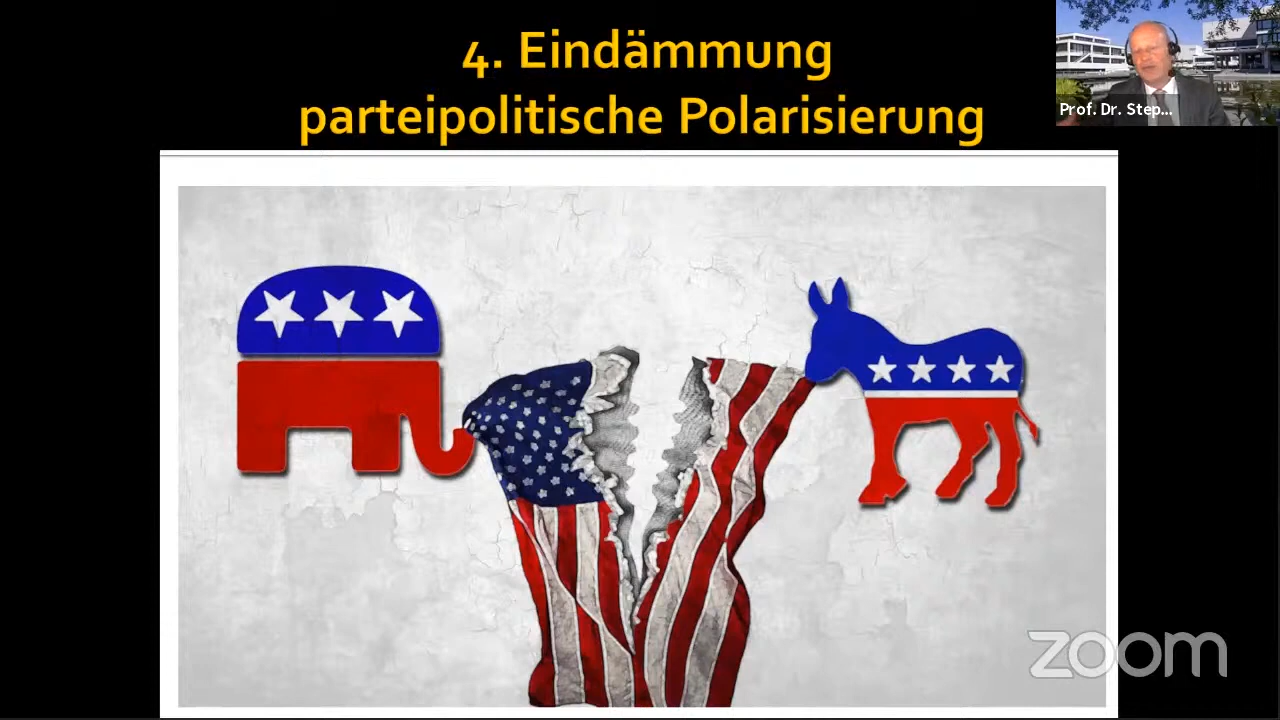 4. Eindämmung
parteipolitische Polarisierung
Prof. Dr. Step...
zoom